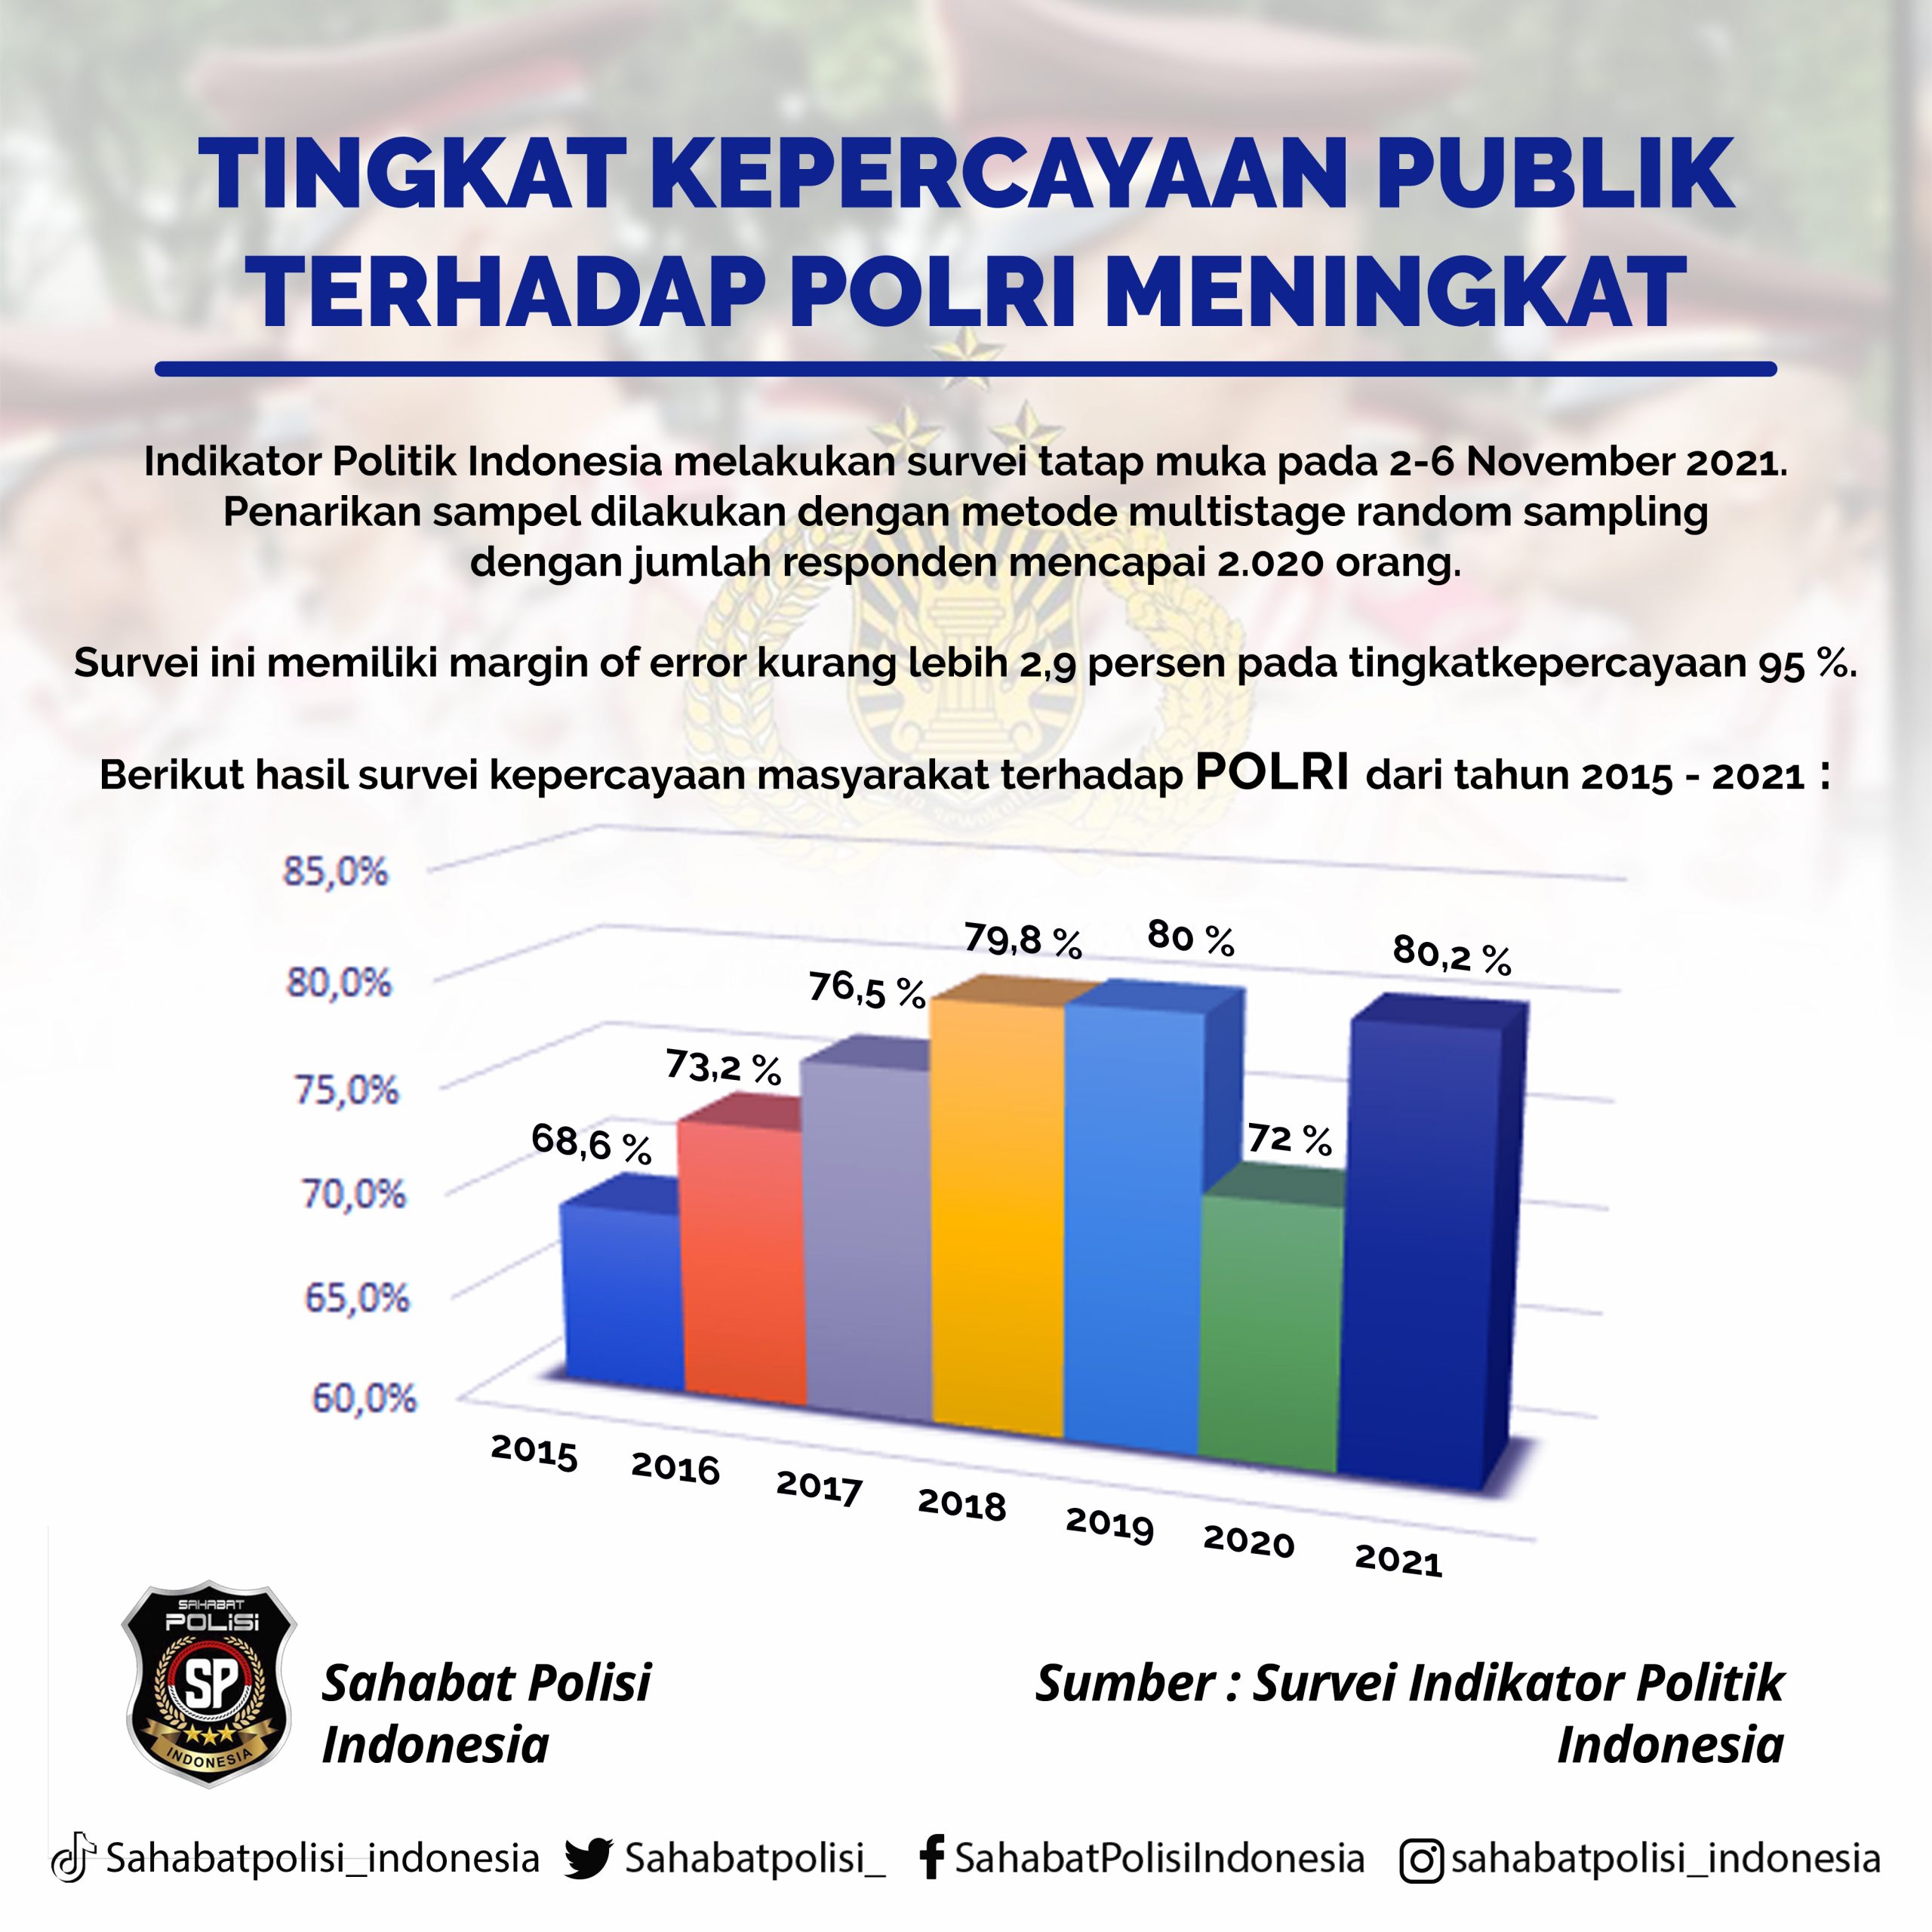 TINGKAT KEPERCAYAAN PUBLIK
TERHADAP POLRI MENINGKAT
Indikator Politik Indonesia melakukan survei tatap muka pada 2-6 November 2021.
Penarikan sampel dilakukan dengan metode multistage random sampling
dengan jumlah responden mencapai 2.020 orang.
Survei ini memiliki margin of error kurang lebih 2,9 persen pada tingkatkepercayaan 95 %.
Berikut hasil survei kepercayaan masyarakat terhadap POLRI dari tahun 2015 - 2021 :
85,0%
80,0%
75,0%
70,0%
65,0%
60,0%
68,6 %
73,2 %
76,5 %
79,8 %
80 %
72 %
80,2 %
2015
2016
2017
2018
2019
2020
2021
SAHABAT
POLISI
SP
INDONESIA
Sahabat Polisi
Indonesia
Sumber : Survei Indikator Politik
Indonesia
Sahabatpolisi_indonesia
Sahabatpolisi_
SahabatPolisiIndonesia
sahabatpolisi_indonesia